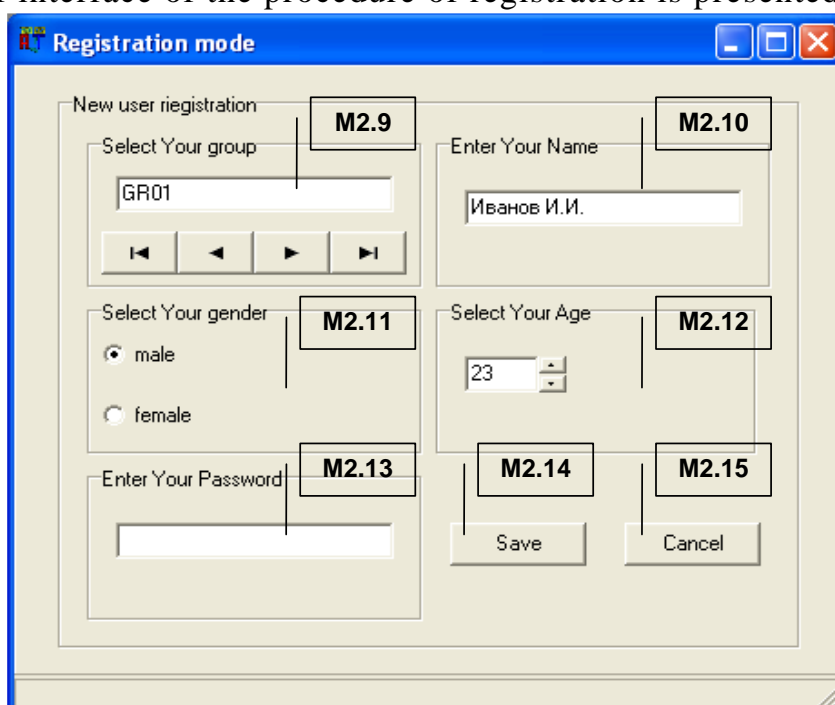 interface of the procedure of registration is presented
Registration mode
New user riegistration
M2.9
M2.10
Select Your group
Enter Your Name
GR01
Иванов И.И.
Select Your gender
M2.11
Select Your Age
M2.12
male
23
female
Enter Your Password
M2.13
M2.14
M2.15
Save
Cancel